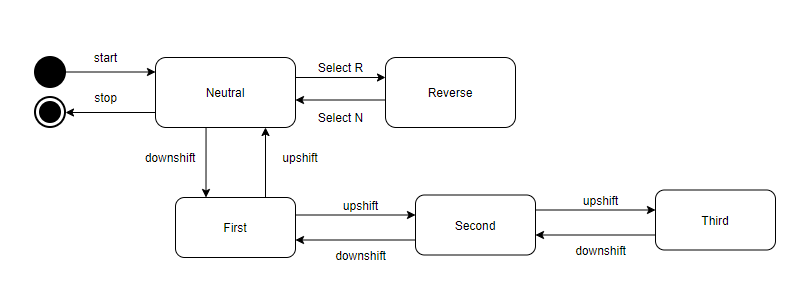 start
stop
Neutral
Select R
Select N
Reverse
downshift
upshift
First
upshift
downshift
Second
upshift
downshift
Third